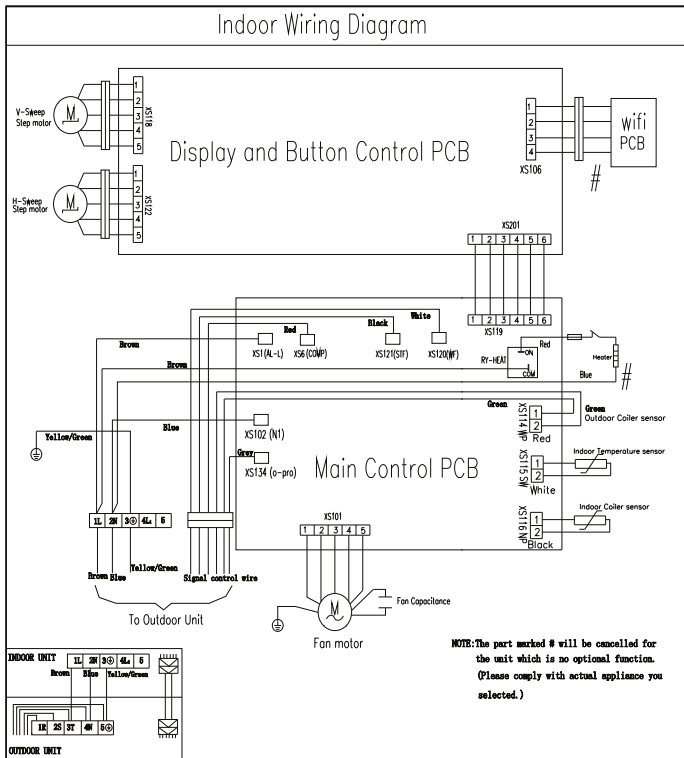 Indoor Wiring Diagram
V-Sweep
Step motor
M
1
2
3
4
5
XS118
Display and Button Control PCB
1
2
3
4
XS106
wifi
PCB
#
H-Sweep
Step motor
M
1
2
3
4
5
XS122
XS201
1 2 3 4 5 6
1 2 3 4 5 6
XS119
Brown
Red
Black
White
XS1(AL-L)
XS6(COMP)
XS121(STF)
XS120(WF)
Red
RY-HEAT
ON
COM
Heater
Blue
#
Brown
Green
Green
Outdoor Coiler sensor
XS114 WP
1
2
Red
Blue
XS102 (N1)
Yellow/Green
Grey
XS134 (o-pro)
Main Control PCB
Indoor Temperature sensor
XS115 SW
1
2
White
Indoor Coiler sensor
XS116 NP
1
2
Black
1L 2N 3 4L₁ 5
XS101
1 2 3 4 5
Brown Blue
Yellow/Green
Signal control wire
To Outdoor Unit
M
Fan Capacitance
Fan motor
NOTE:The part marked # will be cancelled for
the unit which is no optional function.
(Please comply with actual appliance you
selected.)
INDOOR UNIT
1L 2N 3 4L₁ 5
Brown Blue Yellow/Green
1R 2S 3T 4N 5
OUTDOOR UNIT